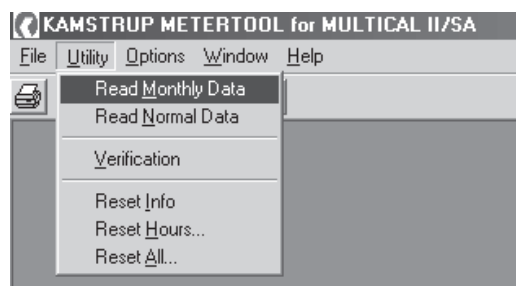 KAMSTRUP METERTOOL for MULTICAL II/SA
File Utility Options Window Help
Read Monthly Data
Read Normal Data
Verification
Reset Info
Reset Hours...
Reset All...